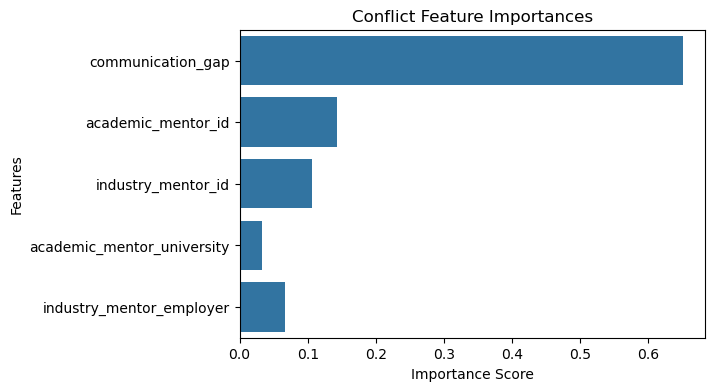 Conflict Feature Importances
Features
communication_gap
academic_mentor_id
industry_mentor_id
academic_mentor_university
industry_mentor_employer
0.0 0.1 0.2 0.3 0.4 0.5 0.6
Importance Score